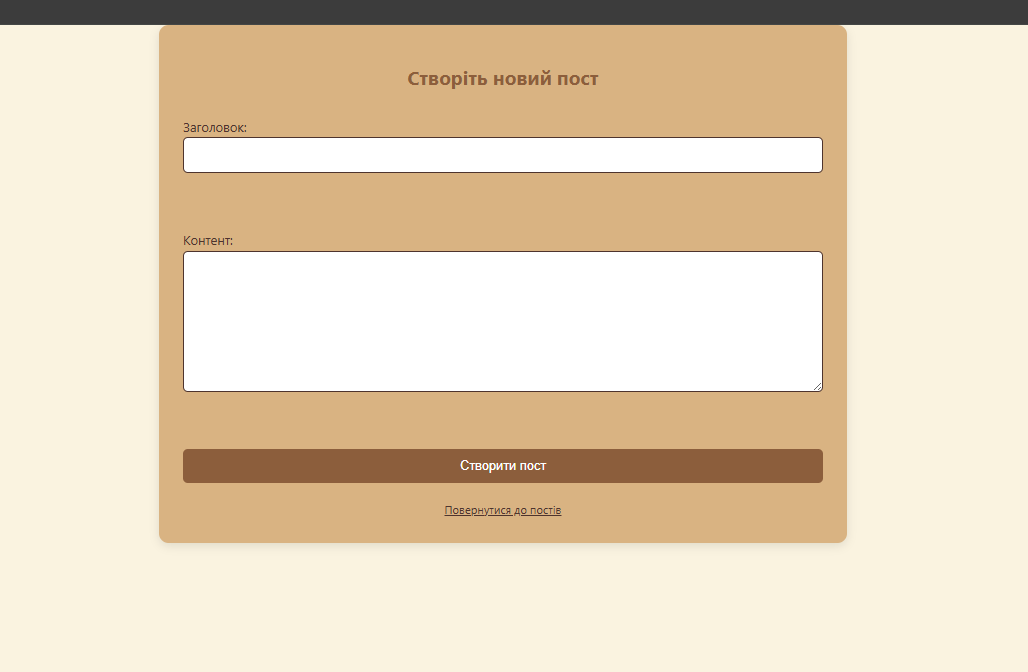 Створіть новий пост
Заголовок:
Контент:
Створити пост
Повернутися до постів